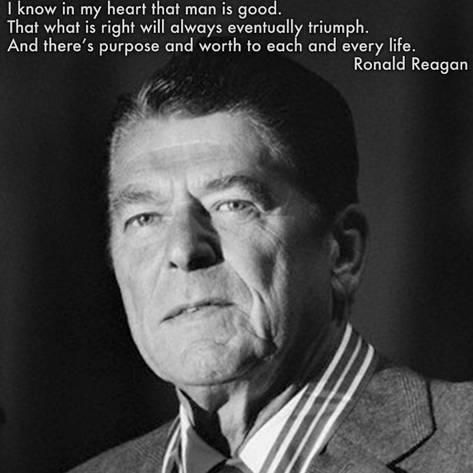 I know in my heart that man is good.
That what is right will always eventually triumph.
And there's purpose and worth to each and every life.
Ronald Reagan